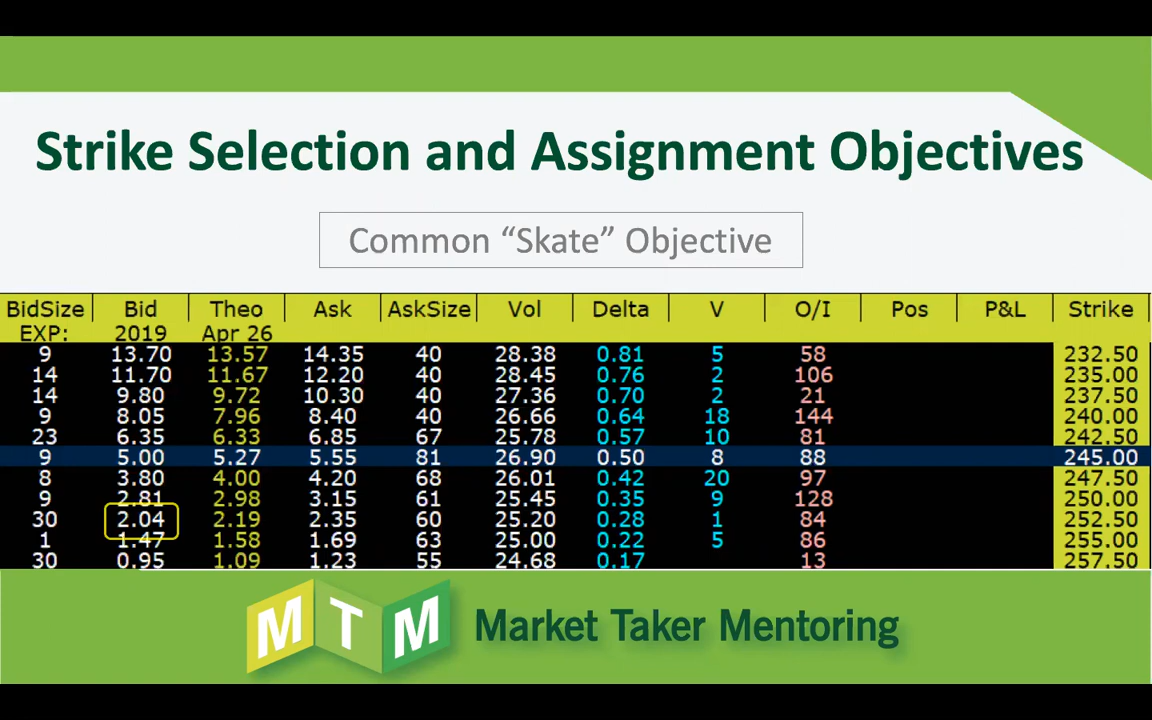 Strike Selection and Assignment Objectives
Common “Skate” Objective
BidSize Bid Theo Ask AskSize Vol Delta V O/I Pos P&L Strike
EXP: 2019 Apr 26
9 13.70 13.57 14.35 40 28.38 0.81 5 58 232.50
14 11.70 11.67 12.20 40 28.45 0.76 2 106 235.00
14 9.80 9.72 10.30 40 27.36 0.70 2 21 237.50
9 8.05 7.96 8.40 40 26.66 0.64 18 144 240.00
23 6.35 6.33 6.85 67 25.78 0.57 10 81 242.50
9 5.00 5.27 5.55 81 26.90 0.50 8 88 245.00
8 3.80 4.00 4.20 68 26.01 0.42 20 97 247.50
9 2.81 2.98 3.15 61 25.45 0.35 9 128 250.00
30 2.04 2.19 2.35 60 25.20 0.28 1 84 252.50
1 1.47 1.58 1.69 63 25.00 0.22 5 86 255.00
30 0.95 1.09 1.23 55 24.68 0.17 13 257.50
MTM Market Taker Mentoring